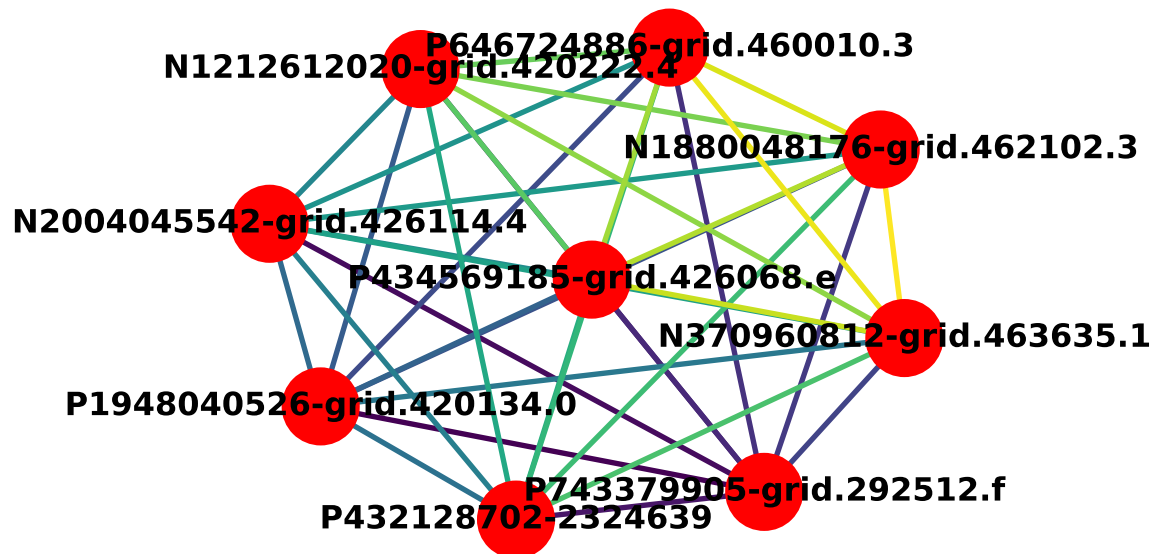 P646724886-grid.460010.3
N1212612020-grid.420222.4
N1880048176-grid.462102.3
N2004045542-grid.426114.4
P434569185-grid.426068.e
N370960812-grid.463635.1
P1948040526-grid.420134.0
P743379905-grid.292512.f
P432128702-2324639